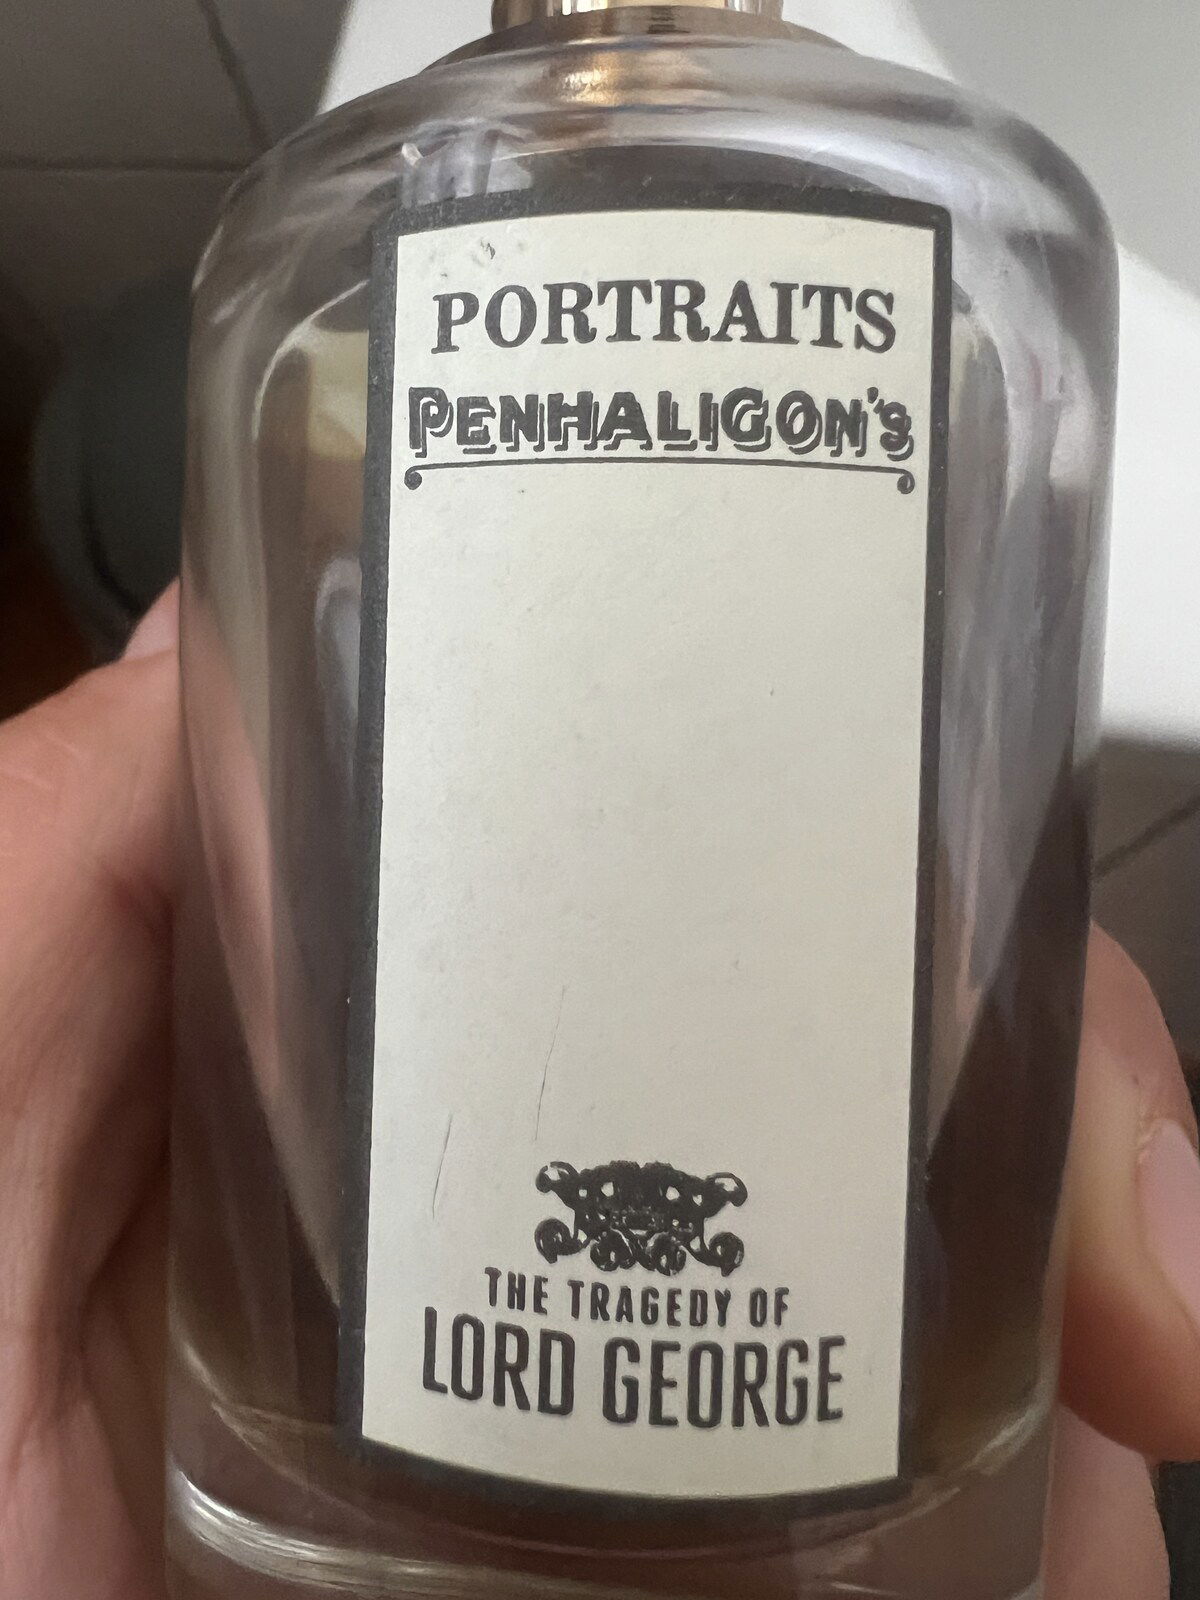 PORTRAITS
PENHALIGON'S
THE TRAGEDY OF
LORD GEORGE